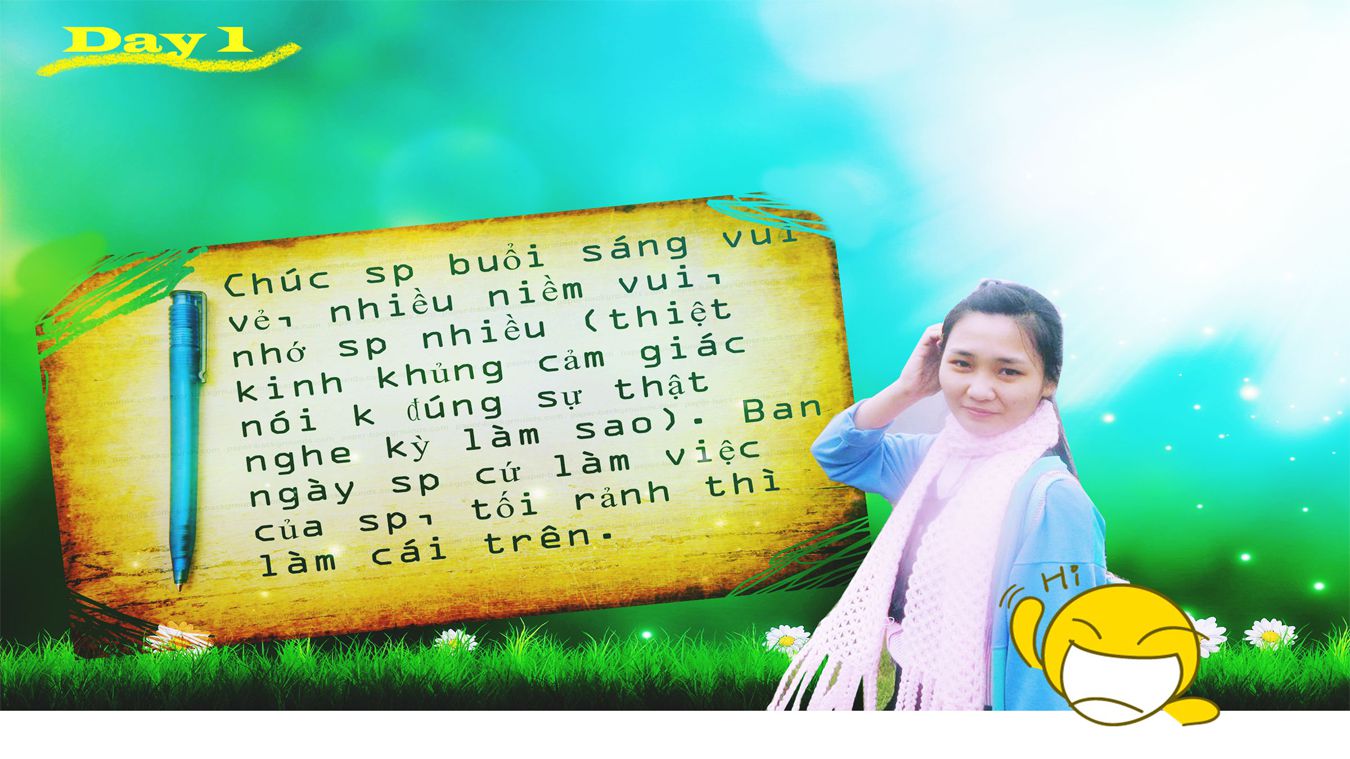 Day 1
Chúc sp buổi sáng vui
vẻ, nhiều niềm vui,
nhớ sp nhiều (thiệt
kinh khủng cảm giác
nói k đúng sự thật
nghe kỳ làm sao). Ban
ngày sp cứ làm việc
của sp, tối rảnh thì
làm cái trên.
Hi